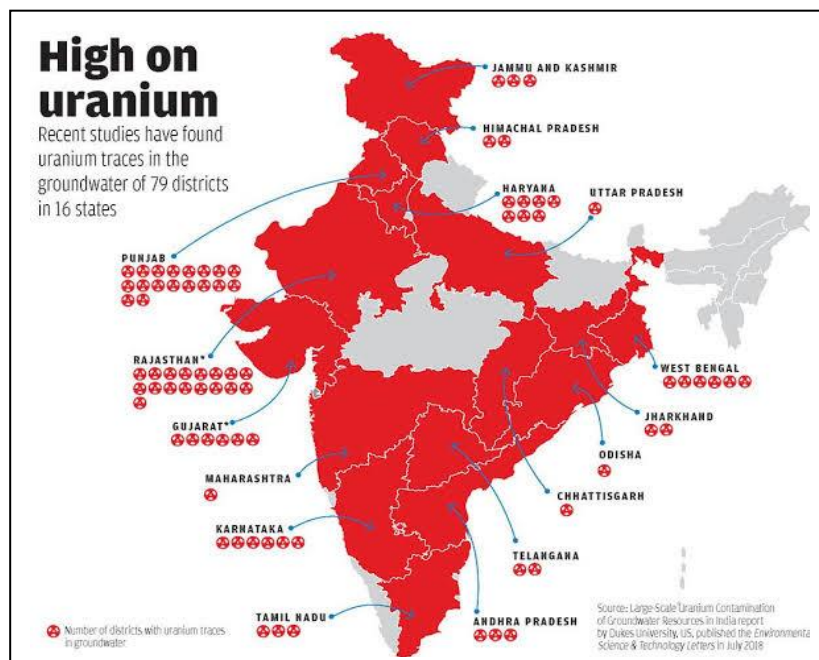 High on
uranium
Recent studies have found
uranium traces in the
groundwater of 79 districts
in 16 states
JAMMU AND KASHMIR
HIMACHAL PRADESH
HARYANA
UTTAR PRADESH
PUNJAB
RAJASTHAN*
GUJARAT*
MAHARASHTRA
KARNATAKA
TAMIL NADU
WEST BENGAL
JHARKHAND
ODISHA
CHHATTISGARH
TELANGANA
ANDHRA PRADESH
Number of districts with uranium traces
in groundwater
Source: Large-Scale Uranium Contamination
of Groundwater Resources in India report
by Dukes University, US, published the Environmental
Science & Technology Letters in July 2018